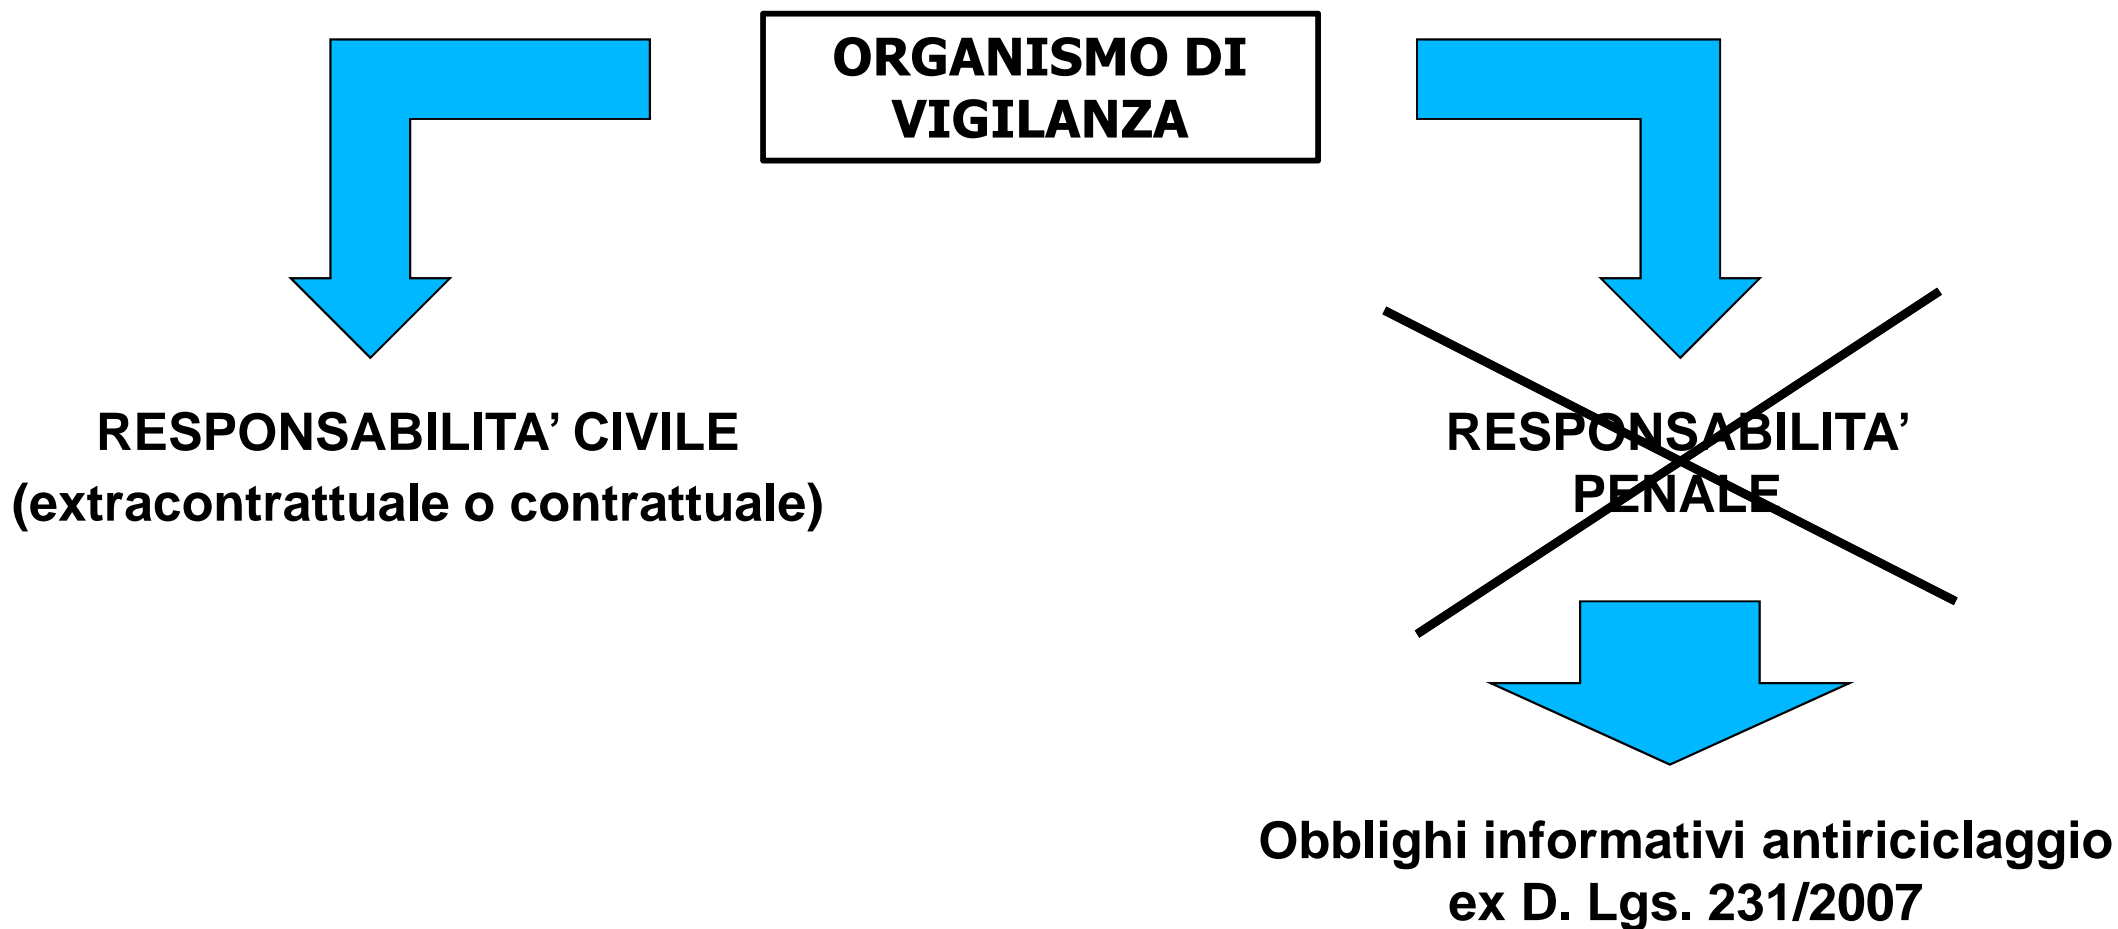 ORGANISMO DI
VIGILANZA
RESPONSABILITA’ CIVILE
(extracontrattuale o contrattuale)
RESPONSABILITA’
PENALE
Obblighi informativi antiriciclaggio
ex D. Lgs. 231/2007